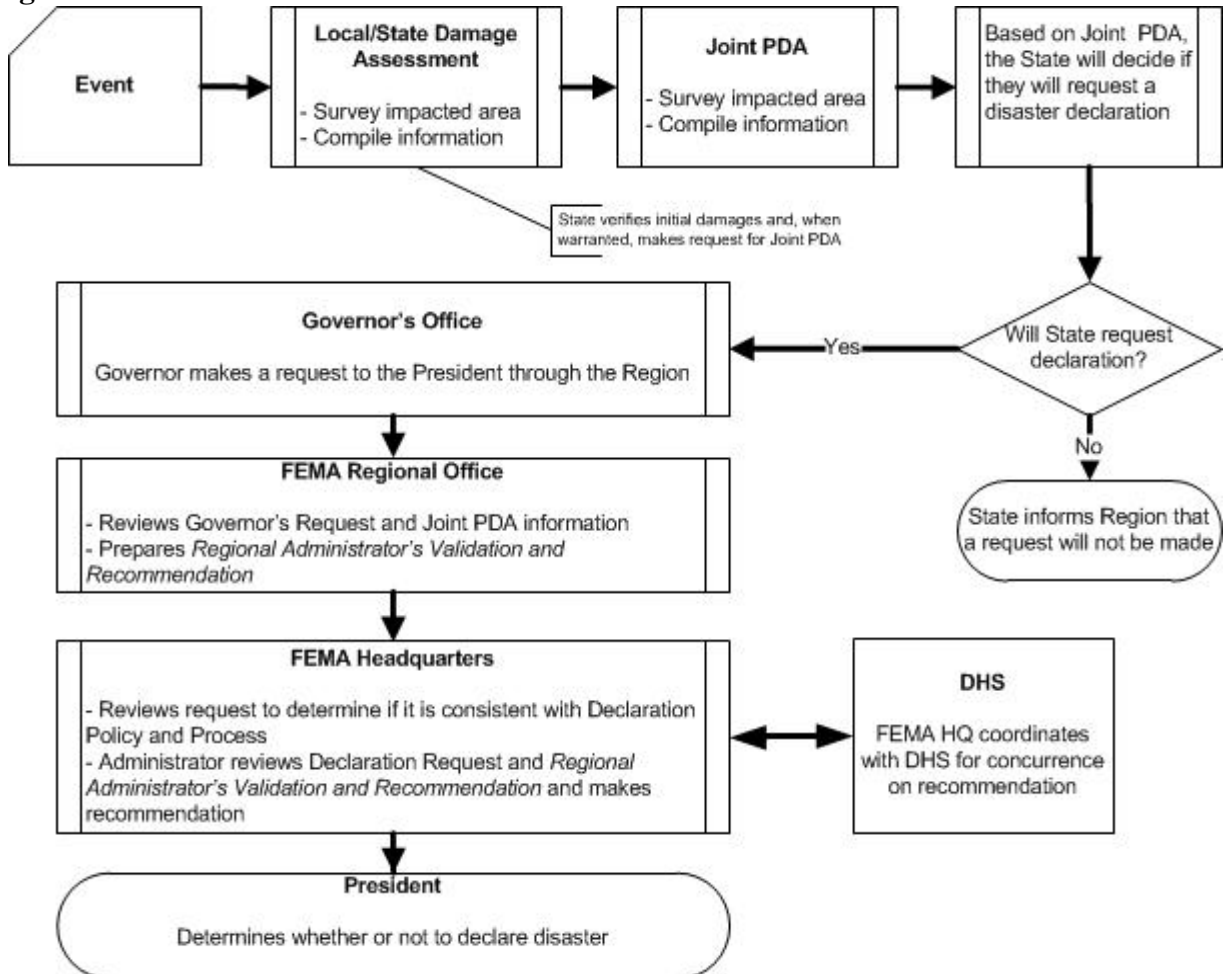 Event
Local/State Damage
Assessment
- Survey impacted area
- Compile information
Joint PDA
- Survey impacted area
- Compile information
Based on Joint PDA,
the State will decide if
they will request a
disaster declaration
State verifies initial damages and, when
warranted, makes request for Joint PDA
Will State request
declaration?
Yes
No
Governor's Office
Governor makes a request to the President through the Region
State informs Region that
a request will not be made
FEMA Regional Office
- Reviews Governor's Request and Joint PDA information
- Prepares Regional Administrator's Validation and
Recommendation
FEMA Headquarters
- Reviews request to determine if it is consistent with Declaration
Policy and Process
- Administrator reviews Declaration Request and Regional
Administrator's Validation and Recommendation and makes
recommendation
DHS
FEMA HQ coordinates
with DHS for concurrence
on recommendation
President
Determines whether or not to declare disaster